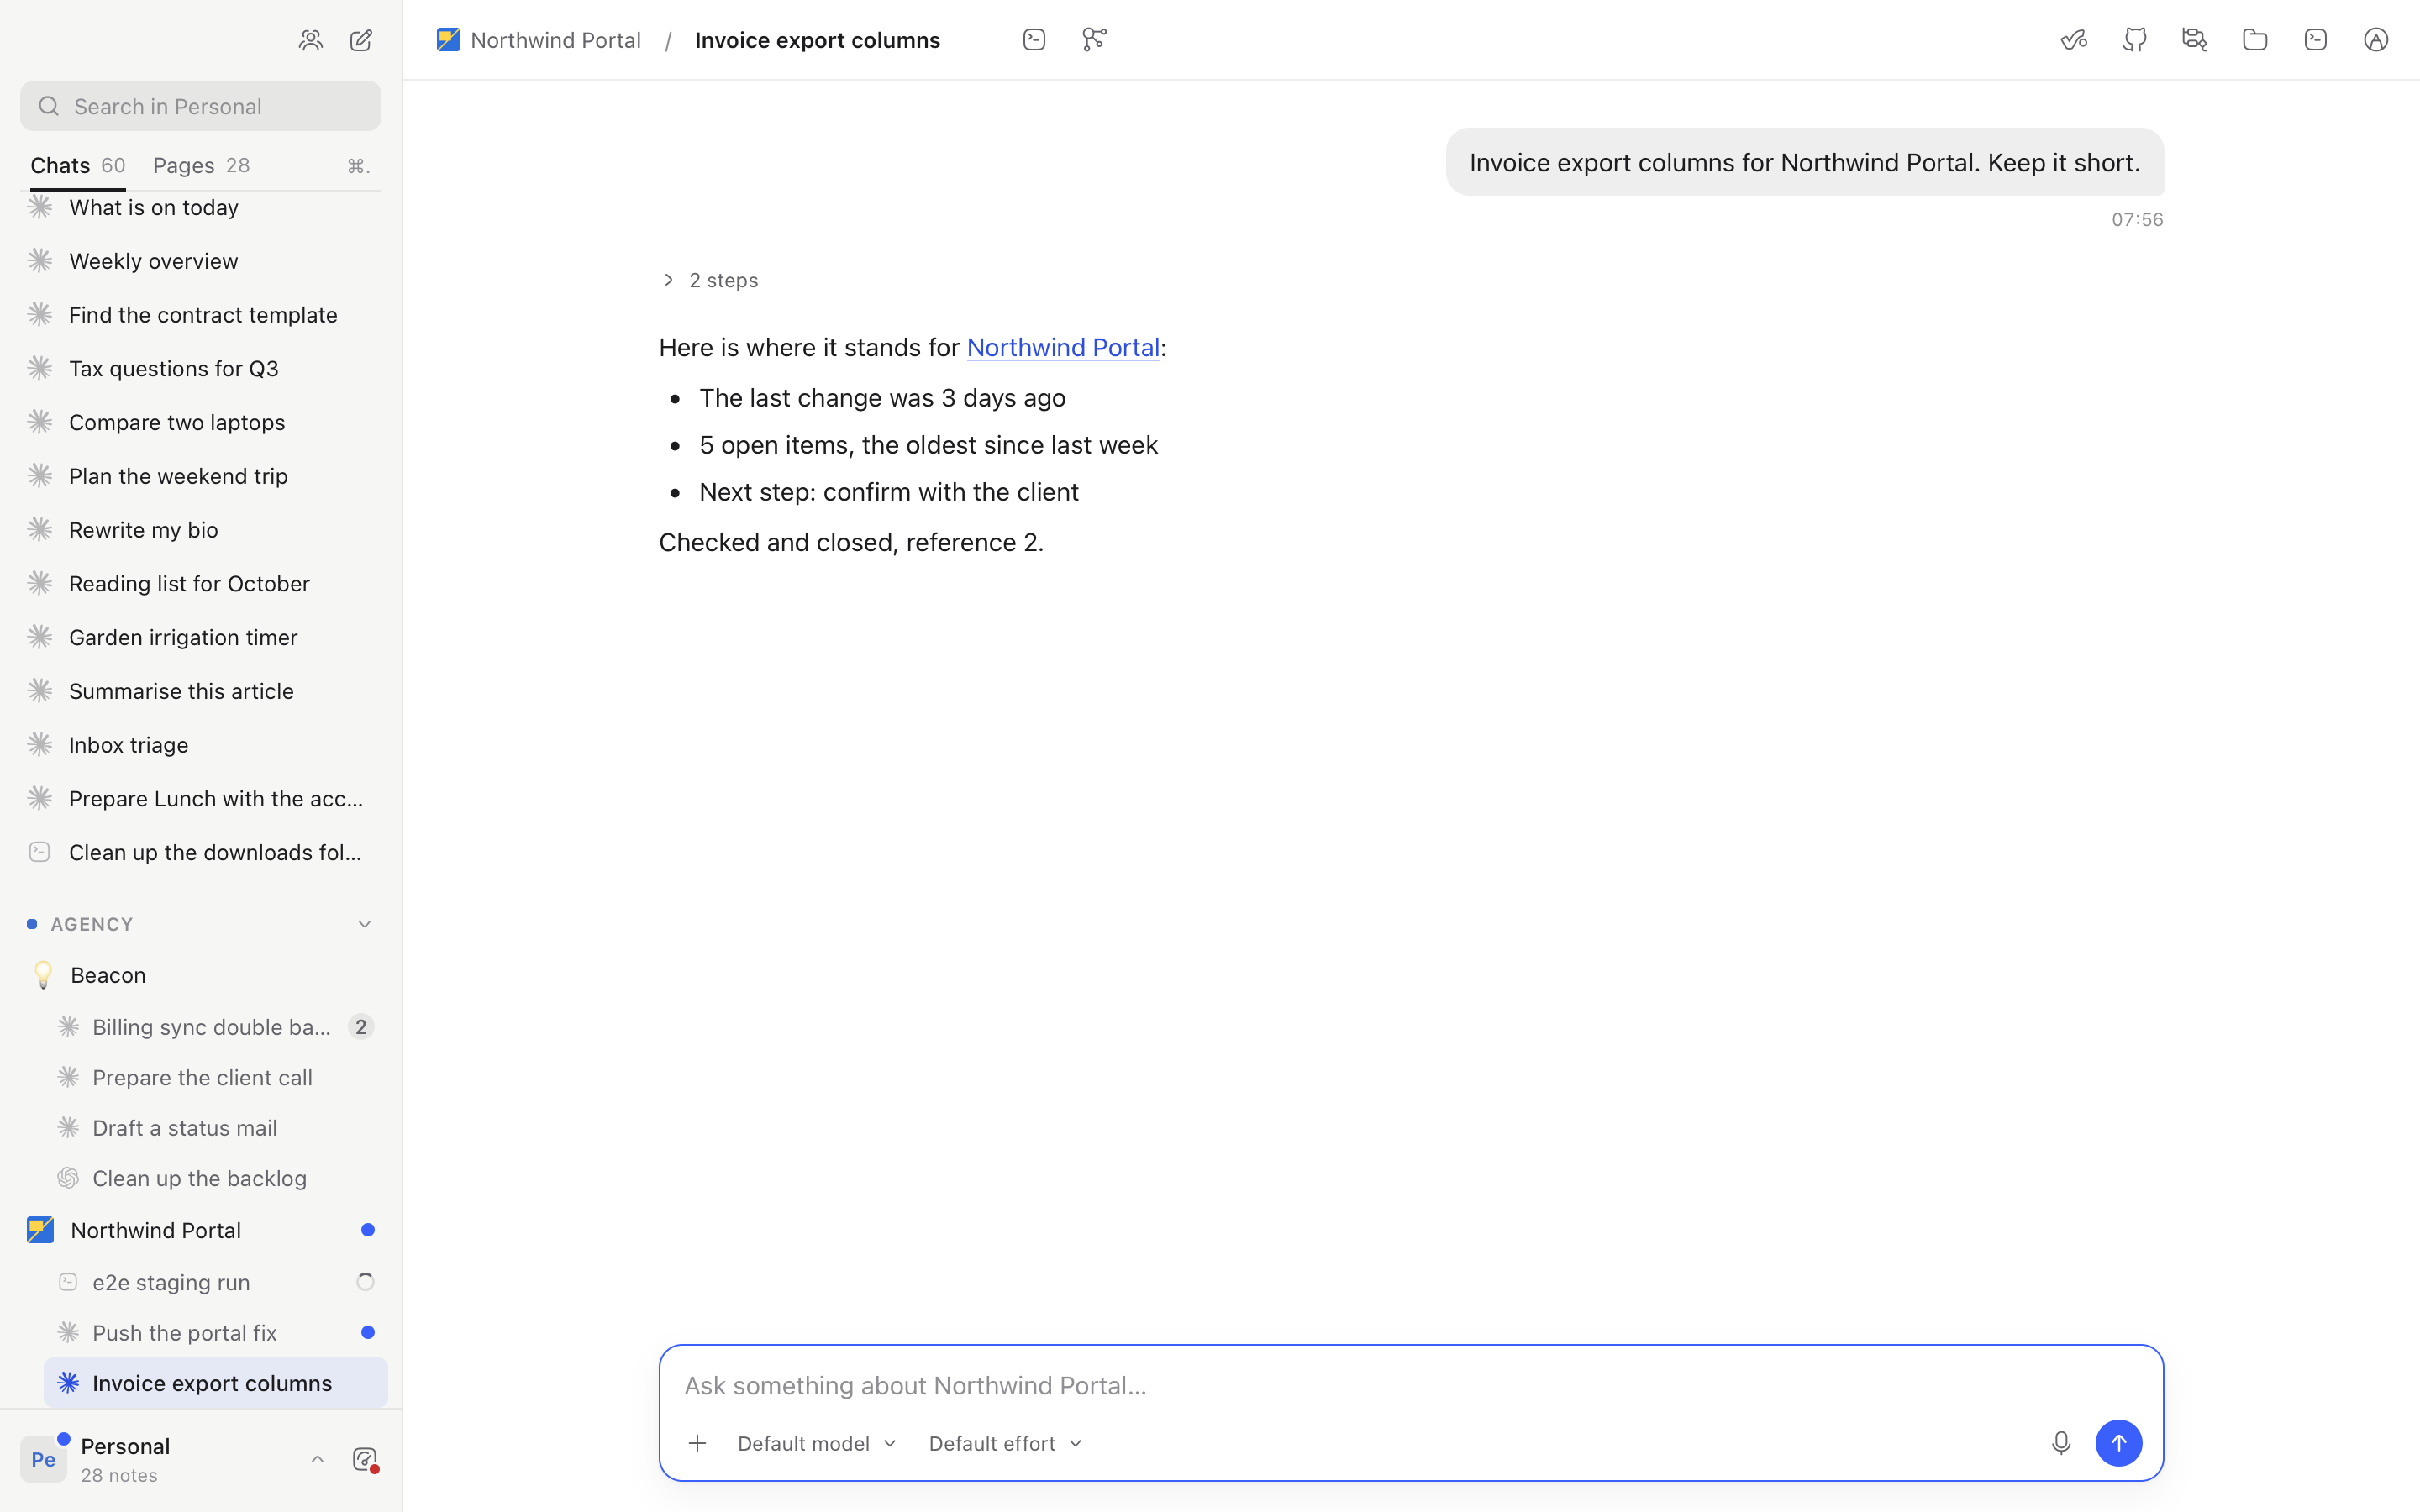 Search in Personal
Chats 60 Pages 28 ⌘.
What is on today
Weekly overview
Find the contract template
Tax questions for Q3
Compare two laptops
Plan the weekend trip
Rewrite my bio
Reading list for October
Garden irrigation timer
Summarise this article
Inbox triage
Prepare Lunch with the acc...
Clean up the downloads fol...
AGENCY
Beacon
Billing sync double ba... 2
Prepare the client call
Draft a status mail
Clean up the backlog
Northwind Portal
e2e staging run
Push the portal fix
Invoice export columns
Pe
Personal
28 notes
Northwind Portal / Invoice export columns
Invoice export columns for Northwind Portal. Keep it short.
07:56
2 steps
Here is where it stands for Northwind Portal:
• The last change was 3 days ago
• 5 open items, the oldest since last week
• Next step: confirm with the client
Checked and closed, reference 2.
Ask something about Northwind Portal...
Default model Default effort